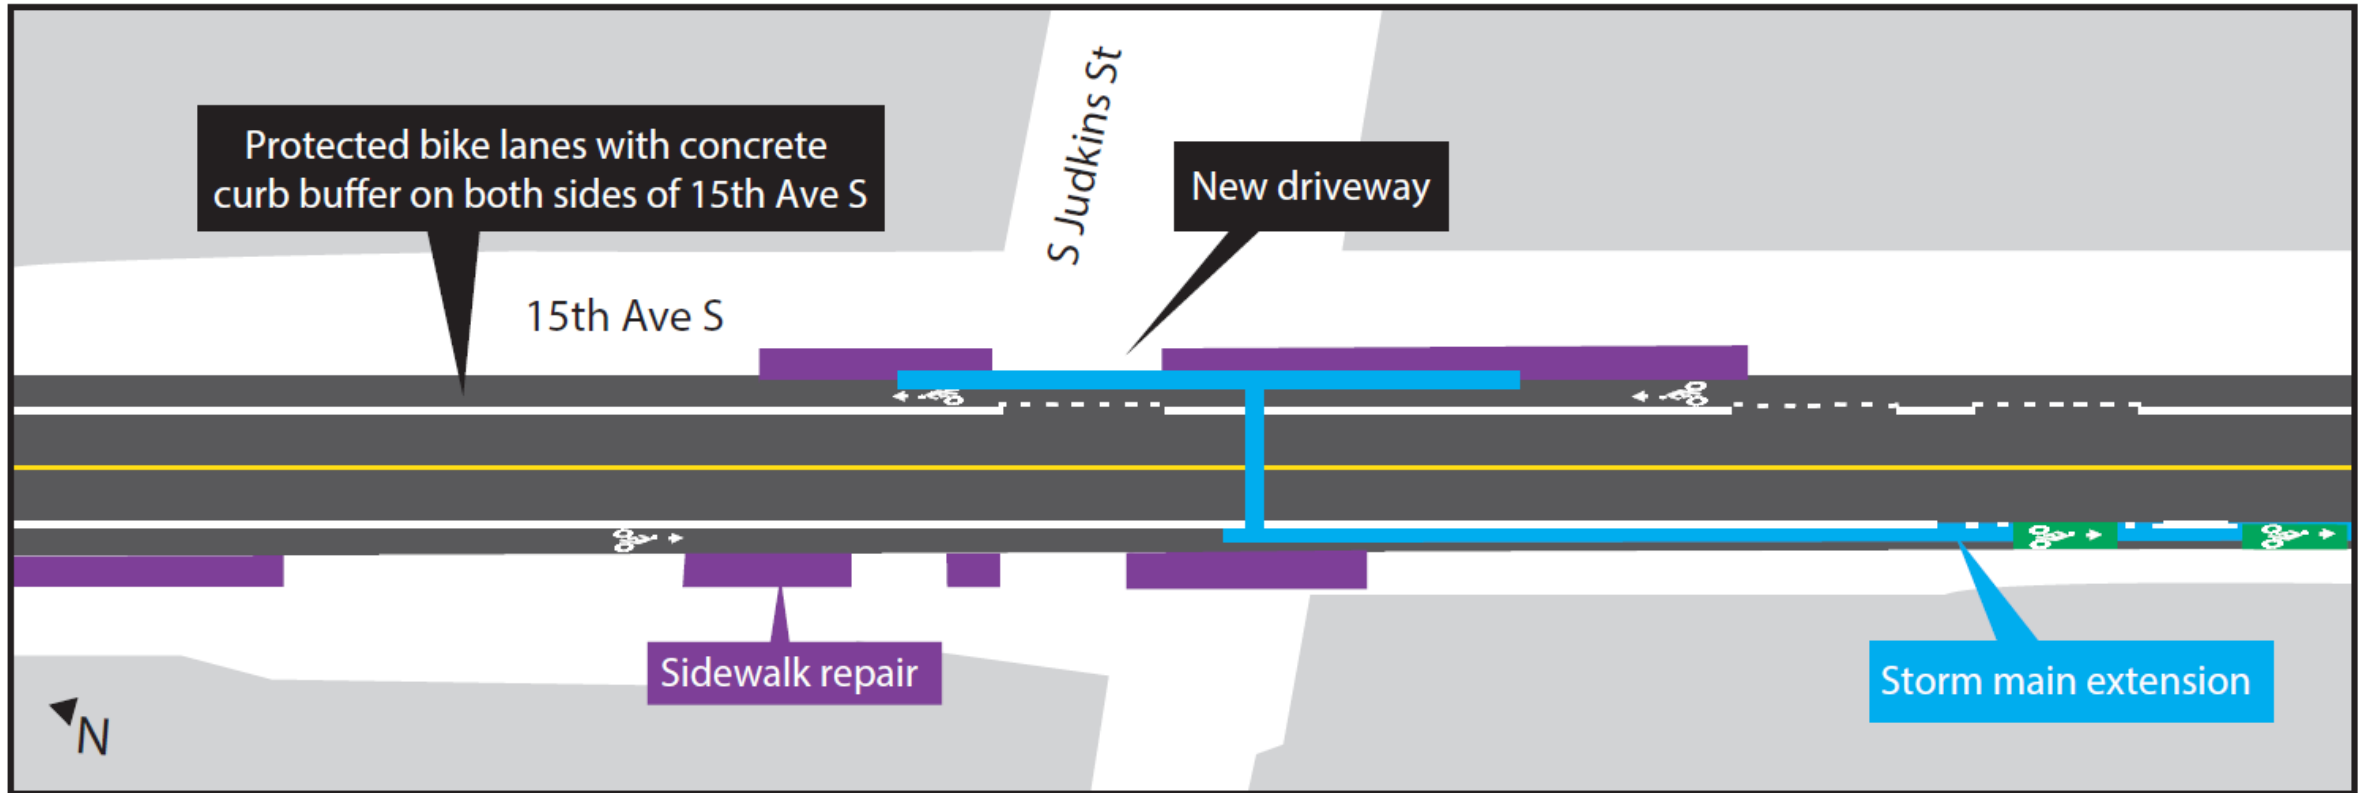 Protected bike lanes with concrete
curb buffer on both sides of 15th Ave S
S Judkins St
New driveway
15th Ave S
Sidewalk repair
Storm main extension
N